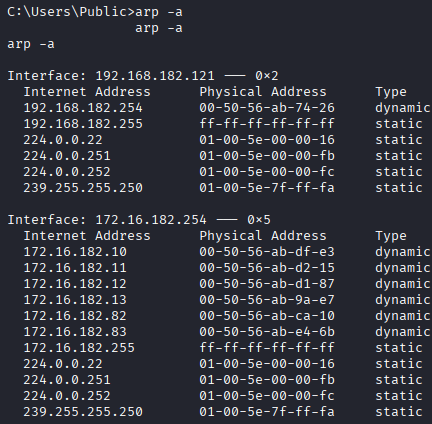 C:\Users\Public>arp -a
arp -a
arp -a
Interface: 192.168.182.121 --- 0×2
Internet Address Physical Address Type
192.168.182.254 00-50-56-ab-74-26 dynamic
192.168.182.255 ff-ff-ff-ff-ff-ff static
224.0.0.22 01-00-5e-00-00-16 static
224.0.0.251 01-00-5e-00-00-fb static
224.0.0.252 01-00-5e-00-00-fc static
239.255.255.250 01-00-5e-7f-ff-fa static
Interface: 172.16.182.254 --- 0×5
Internet Address Physical Address Type
172.16.182.10 00-50-56-ab-df-e3 dynamic
172.16.182.11 00-50-56-ab-d2-15 dynamic
172.16.182.12 00-50-56-ab-d1-87 dynamic
172.16.182.13 00-50-56-ab-9a-e7 dynamic
172.16.182.82 00-50-56-ab-ca-10 dynamic
172.16.182.83 00-50-56-ab-e4-6b dynamic
172.16.182.255 ff-ff-ff-ff-ff-ff static
224.0.0.22 01-00-5e-00-00-16 static
224.0.0.251 01-00-5e-00-00-fb static
224.0.0.252 01-00-5e-00-00-fc static
239.255.255.250 01-00-5e-7f-ff-fa static